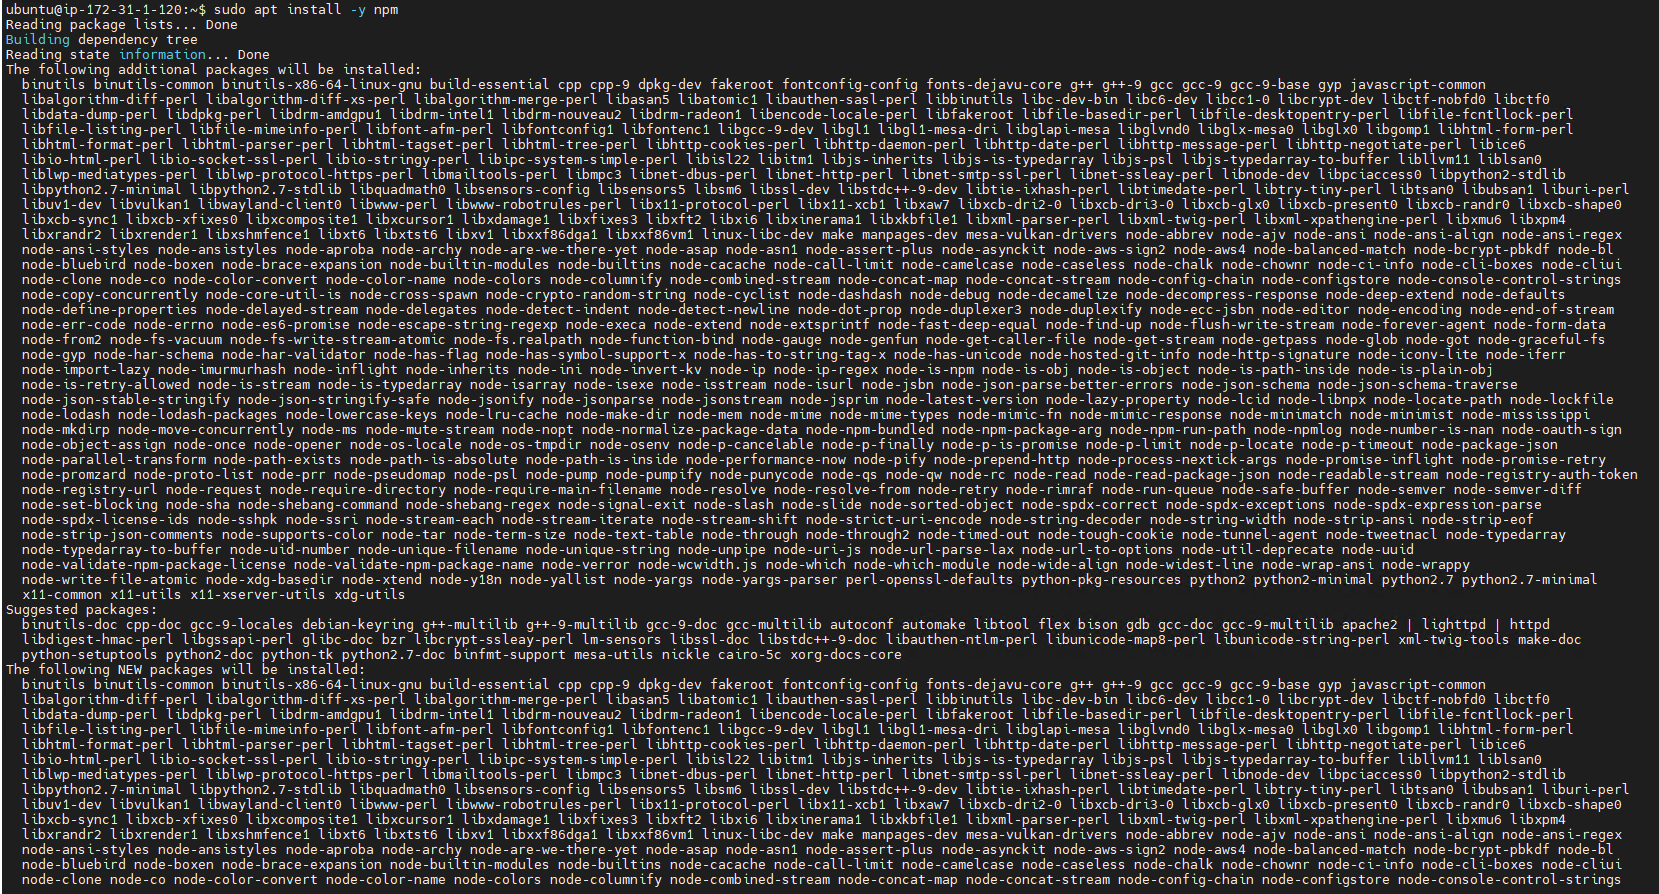 ubuntu@ip-172-31-1-120:~$ sudo apt install -y npm
Reading package lists... Done
Building dependency tree
Reading state information... Done
The following additional packages will be installed:
binutils binutils-common binutils-x86-64-linux-gnu build-essential cpp cpp-9 dpkg-dev fakeroot fontconfig-config fonts-dejavu-core g++ g++-9 gcc gcc-9 gcc-9-base gyp javascript-common
libalgorithm-diff-perl libalgorithm-diff-xs-perl libalgorithm-merge-perl libasan5 libatomic1 libauthen-sasl-perl libbinutils libc-dev-bin libc6-dev libcc1-0 libcrypt-dev libctf-nobfd0 libctf0
libdata-dump-perl libdpkg-perl libdrm-amdgpu1 libdrm-intel1 libdrm-nouveau2 libdrm-radeon1 libencode-locale-perl libfakeroot libfile-basedir-perl libfile-desktopentry-perl libfile-fcntllock-perl
libfile-listing-perl libfile-mimeinfo-perl libfont-afm-perl libfontconfig1 libfontenc1 libgcc-9-dev libgl1 libgl1-mesa-dri libglapi-mesa libglvnd0 libglx-mesa0 libglx0 libgomp1 libhtml-form-perl
libhtml-format-perl libhtml-parser-perl libhtml-tagset-perl libhtml-tree-perl libhttp-cookies-perl libhttp-daemon-perl libhttp-date-perl libhttp-message-perl libhttp-negotiate-perl libice6
libio-html-perl libio-socket-ssl-perl libio-stringy-perl libipc-system-simple-perl libisl22 libitm1 libjs-inherits libjs-is-typedarray libjs-psl libjs-typedarray-to-buffer libllvm11 liblsan0
liblwp-mediatypes-perl liblwp-protocol-https-perl libmailtools-perl libmpc3 libnet-dbus-perl libnet-http-perl libnet-smtp-ssl-perl libnet-ssleay-perl libnode-dev libpciaccess0 libpython2-stdlib
libpython2.7-minimal libpython2.7-stdlib libquadmath0 libsensors-config libsensors5 libsm6 libssl-dev libstdc++-9-dev libtie-ixhash-perl libtimedate-perl libtry-tiny-perl libtsan0 libubsan1 liburi-perl
libuv1-dev libvulkan1 libwayland-client0 libwww-perl libwww-robotrules-perl libx11-protocol-perl libx11-xcb1 libxaw7 libxcb-dri2-0 libxcb-dri3-0 libxcb-glx0 libxcb-present0 libxcb-randr0 libxcb-shape0
libxcb-sync1 libxcb-xfixes0 libxcomposite1 libxcursor1 libxdamage1 libxfixes3 libxft2 libxi6 libxinerama1 libxkbfile1 libxml-parser-perl libxml-twig-perl libxml-xpathengine-perl libxmu6 libxpm4
libxrandr2 libxrender1 libxshmfence1 libxt6 libxtst6 libxv1 libxxf86dga1 libxxf86vm1 linux-libc-dev make manpages-dev mesa-vulkan-drivers node-abbrev node-ajv node-ansi node-ansi-align node-ansi-regex
node-ansi-styles node-ansistyles node-aproba node-archy node-are-we-there-yet node-asap node-asn1 node-assert-plus node-asynckit node-aws-sign2 node-aws4 node-balanced-match node-bcrypt-pbkdf node-bl
node-bluebird node-boxen node-brace-expansion node-builtin-modules node-builtins node-cacache node-call-limit node-camelcase node-caseless node-chalk node-chownr node-ci-info node-cli-boxes node-cliui
node-clone node-co node-color-convert node-color-name node-colors node-columnify node-combined-stream node-concat-map node-concat-stream node-config-chain node-configstore node-console-control-strings
node-copy-concurrently node-core-util-is node-cross-spawn node-crypto-random-string node-cyclist node-dashdash node-debug node-decamelize node-decompress-response node-deep-extend node-defaults
node-define-properties node-delayed-stream node-delegates node-detect-indent node-detect-newline node-dot-prop node-duplexer3 node-duplexify node-ecc-jsbn node-editor node-encoding node-end-of-stream
node-err-code node-errno node-es6-promise node-escape-string-regexp node-execa node-extend node-extsprintf node-fast-deep-equal node-find-up node-flush-write-stream node-forever-agent node-form-data
node-from2 node-fs-vacuum node-fs-write-stream-atomic node-fs.realpath node-function-bind node-gauge node-genfun node-get-caller-file node-get-stream node-getpass node-glob node-got node-graceful-fs
node-gyp node-har-schema node-har-validator node-has-flag node-has-symbol-support-x node-has-to-string-tag-x node-has-unicode node-hosted-git-info node-http-signature node-iconv-lite node-iferr
node-import-lazy node-imurmurhash node-inflight node-inherits node-ini node-invert-kv node-ip node-ip-regex node-is-npm node-is-obj node-is-object node-is-path-inside node-is-plain-obj
node-is-retry-allowed node-is-stream node-is-typedarray node-isarray node-isexe node-isstream node-isurl node-jsbn node-json-parse-better-errors node-json-schema node-json-schema-traverse
node-json-stable-stringify node-json-stringify-safe node-jsonify node-jsonparse node-jsonstream node-jsprim node-latest-version node-lazy-property node-lcid node-libnpx node-locate-path node-lockfile
node-lodash node-lodash-packages node-lowercase-keys node-lru-cache node-make-dir node-mem node-mime node-mime-types node-mimic-fn node-mimic-response node-minimatch node-minimist node-mississippi
node-mkdirp node-move-concurrently node-ms node-mute-stream node-nopt node-normalize-package-data node-npm-bundled node-npm-package-arg node-npm-run-path node-npmlog node-number-is-nan node-oauth-sign
node-object-assign node-once node-opener node-os-locale node-os-tmpdir node-osenv node-p-cancelable node-p-finally node-p-is-promise node-p-limit node-p-locate node-p-timeout node-package-json
node-parallel-transform node-path-exists node-path-is-absolute node-path-is-inside node-performance-now node-pify node-prepend-http node-process-nextick-args node-promise-inflight node-promise-retry
node-promzard node-proto-list node-prr node-pseudomap node-psl node-pump node-pumpify node-punycode node-qs node-qw node-rc node-read node-read-package-json node-readable-stream node-registry-auth-token
node-registry-url node-request node-require-directory node-require-main-filename node-resolve node-resolve-from node-retry node-rimraf node-run-queue node-safe-buffer node-semver node-semver-diff
node-set-blocking node-sha node-shebang-command node-shebang-regex node-signal-exit node-slash node-slide node-sorted-object node-spdx-correct node-spdx-exceptions node-spdx-expression-parse
node-spdx-license-ids node-sshpk node-ssri node-stream-each node-stream-iterate node-stream-shift node-strict-uri-encode node-string-decoder node-string-width node-strip-ansi node-strip-eof
node-strip-json-comments node-supports-color node-tar node-term-size node-text-table node-through node-through2 node-timed-out node-tough-cookie node-tunnel-agent node-tweetnacl node-typedarray
node-typedarray-to-buffer node-uid-number node-unique-filename node-unique-string node-unpipe node-uri-js node-url-parse-lax node-url-to-options node-util-deprecate node-uuid
node-validate-npm-package-license node-validate-npm-package-name node-verror node-wcwidth.js node-which node-which-module node-wide-align node-widest-line node-wrap-ansi node-wrappy
node-write-file-atomic node-xdg-basedir node-xtend node-y18n node-yallist node-yargs node-yargs-parser perl-openssl-defaults python-pkg-resources python2 python2-minimal python2.7 python2.7-minimal
x11-common x11-utils x11-xserver-utils xdg-utils
Suggested packages:
binutils-doc cpp-doc gcc-9-locales debian-keyring g++-multilib g++-9-multilib gcc-9-doc gcc-multilib autoconf automake libtool flex bison gdb gcc-doc gcc-9-multilib apache2 | lighttpd | httpd
libdigest-hmac-perl libgssapi-perl glibc-doc bzr libcrypt-ssleay-perl lm-sensors libssl-doc libstdc++-9-doc libauthen-ntlm-perl libunicode-map8-perl libunicode-string-perl xml-twig-tools make-doc
python-setuptools python2-doc python-tk python2.7-doc binfmt-support mesa-utils nickle cairo-5c xorg-docs-core
The following NEW packages will be installed:
binutils binutils-common binutils-x86-64-linux-gnu build-essential cpp cpp-9 dpkg-dev fakeroot fontconfig-config fonts-dejavu-core g++ g++-9 gcc gcc-9 gcc-9-base gyp javascript-common
libalgorithm-diff-perl libalgorithm-diff-xs-perl libalgorithm-merge-perl libasan5 libatomic1 libauthen-sasl-perl libbinutils libc-dev-bin libc6-dev libcc1-0 libcrypt-dev libctf-nobfd0 libctf0
libdata-dump-perl libdpkg-perl libdrm-amdgpu1 libdrm-intel1 libdrm-nouveau2 libdrm-radeon1 libencode-locale-perl libfakeroot libfile-basedir-perl libfile-desktopentry-perl libfile-fcntllock-perl
libfile-listing-perl libfile-mimeinfo-perl libfont-afm-perl libfontconfig1 libfontenc1 libgcc-9-dev libgl1 libgl1-mesa-dri libglapi-mesa libglvnd0 libglx-mesa0 libglx0 libgomp1 libhtml-form-perl
libhtml-format-perl libhtml-parser-perl libhtml-tagset-perl libhtml-tree-perl libhttp-cookies-perl libhttp-daemon-perl libhttp-date-perl libhttp-message-perl libhttp-negotiate-perl libice6
libio-html-perl libio-socket-ssl-perl libio-stringy-perl libipc-system-simple-perl libisl22 libitm1 libjs-inherits libjs-is-typedarray libjs-psl libjs-typedarray-to-buffer libllvm11 liblsan0
liblwp-mediatypes-perl liblwp-protocol-https-perl libmailtools-perl libmpc3 libnet-dbus-perl libnet-http-perl libnet-smtp-ssl-perl libnet-ssleay-perl libnode-dev libpciaccess0 libpython2-stdlib
libpython2.7-minimal libpython2.7-stdlib libquadmath0 libsensors-config libsensors5 libsm6 libssl-dev libstdc++-9-dev libtie-ixhash-perl libtimedate-perl libtry-tiny-perl libtsan0 libubsan1 liburi-perl
libuv1-dev libvulkan1 libwayland-client0 libwww-perl libwww-robotrules-perl libx11-protocol-perl libx11-xcb1 libxaw7 libxcb-dri2-0 libxcb-dri3-0 libxcb-glx0 libxcb-present0 libxcb-randr0 libxcb-shape0
libxcb-sync1 libxcb-xfixes0 libxcomposite1 libxcursor1 libxdamage1 libxfixes3 libxft2 libxi6 libxinerama1 libxkbfile1 libxml-parser-perl libxml-twig-perl libxml-xpathengine-perl libxmu6 libxpm4
libxrandr2 libxrender1 libxshmfence1 libxt6 libxtst6 libxv1 libxxf86dga1 libxxf86vm1 linux-libc-dev make manpages-dev mesa-vulkan-drivers node-abbrev node-ajv node-ansi node-ansi-align node-ansi-regex
node-ansi-styles node-ansistyles node-aproba node-archy node-are-we-there-yet node-asap node-asn1 node-assert-plus node-asynckit node-aws-sign2 node-aws4 node-balanced-match node-bcrypt-pbkdf node-bl
node-bluebird node-boxen node-brace-expansion node-builtin-modules node-builtins node-cacache node-call-limit node-camelcase node-caseless node-chalk node-chownr node-ci-info node-cli-boxes node-cliui
node-clone node-co node-color-convert node-color-name node-colors node-columnify node-combined-stream node-concat-map node-concat-stream node-config-chain node-configstore node-console-control-strings